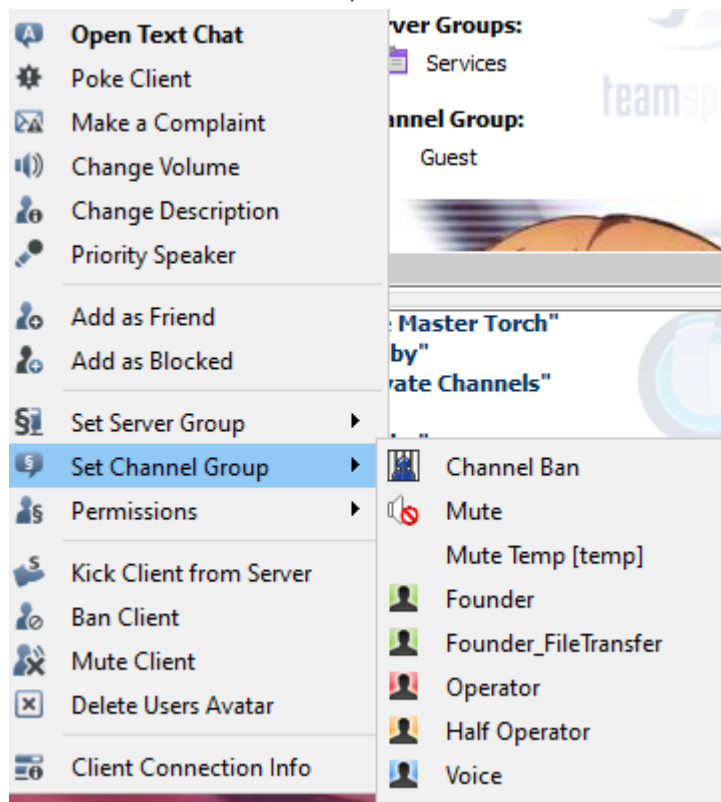 Open Text Chat
Poke Client
Make a Complaint
Change Volume
Change Description
Priority Speaker
Add as Friend
Add as Blocked
Set Server Group
Set Channel Group
Permissions
Kick Client from Server
Ban Client
Mute Client
Delete Users Avatar
Client Connection Info
ver Groups:
Services
annel Group:
Guest
teamsp
Master Torch"
by"
vate Channels"
Channel Ban
Mute
Mute Temp [temp]
Founder
Founder_FileTransfer
Operator
Half Operator
Voice